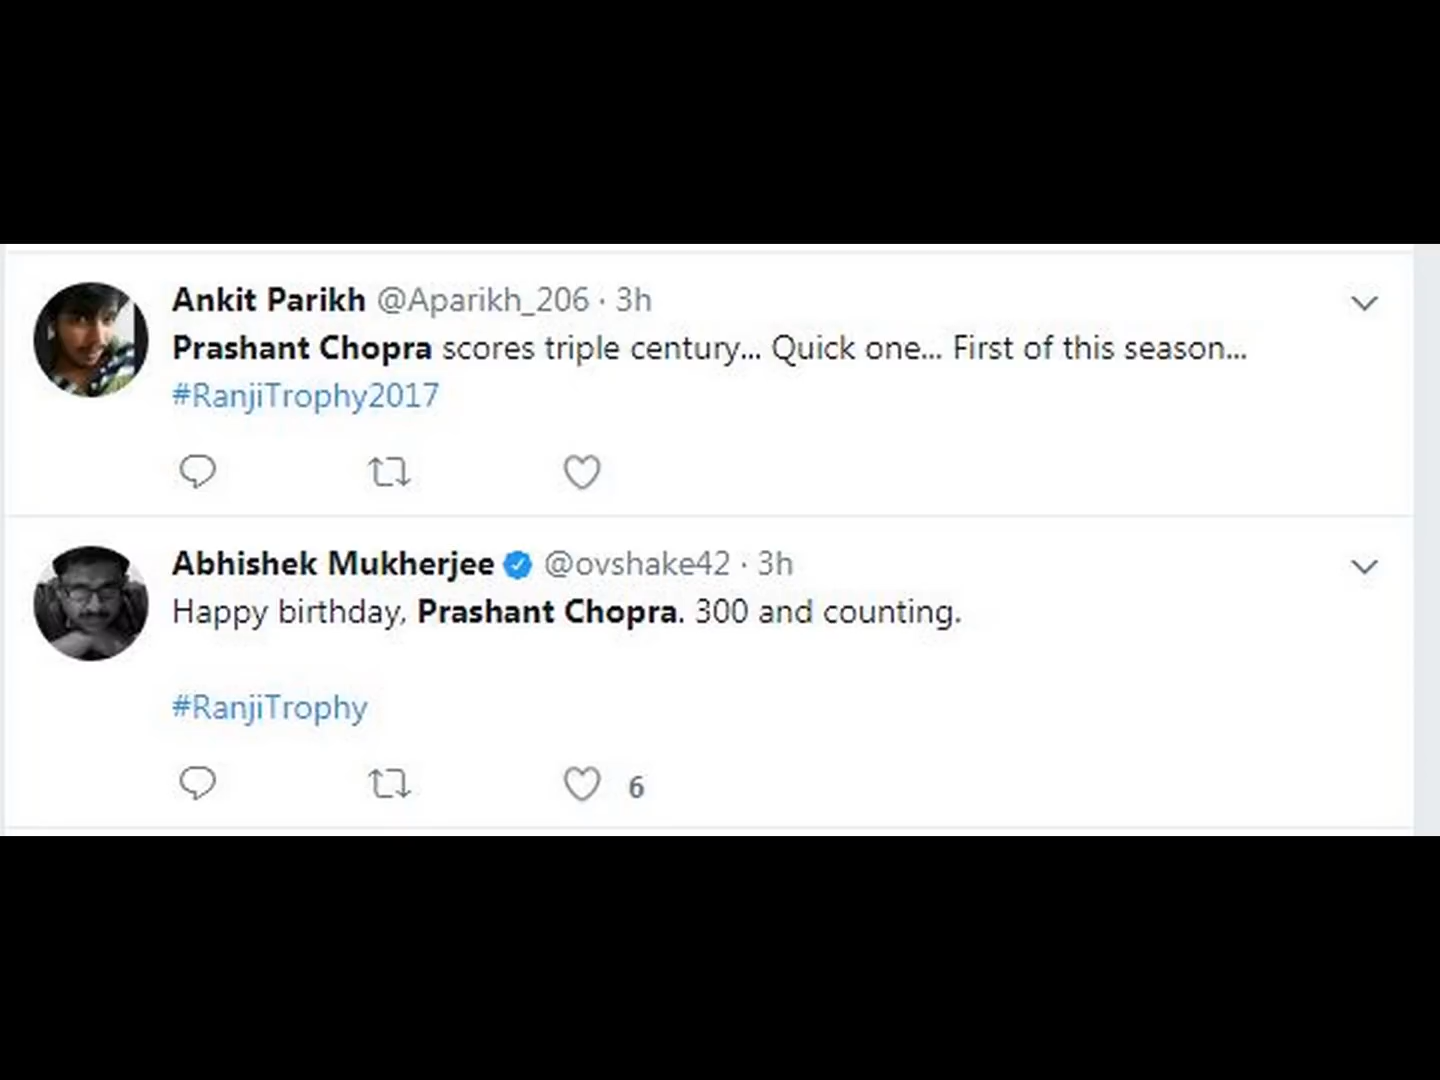 Ankit Parikh @Aparikh_206 · 3h
Prashant Chopra scores triple century... Quick one... First of this season...
#RanjiTrophy2017
Abhishek Mukherjee @ovshake42 · 3h
Happy birthday, Prashant Chopra. 300 and counting.
#RanjiTrophy
6